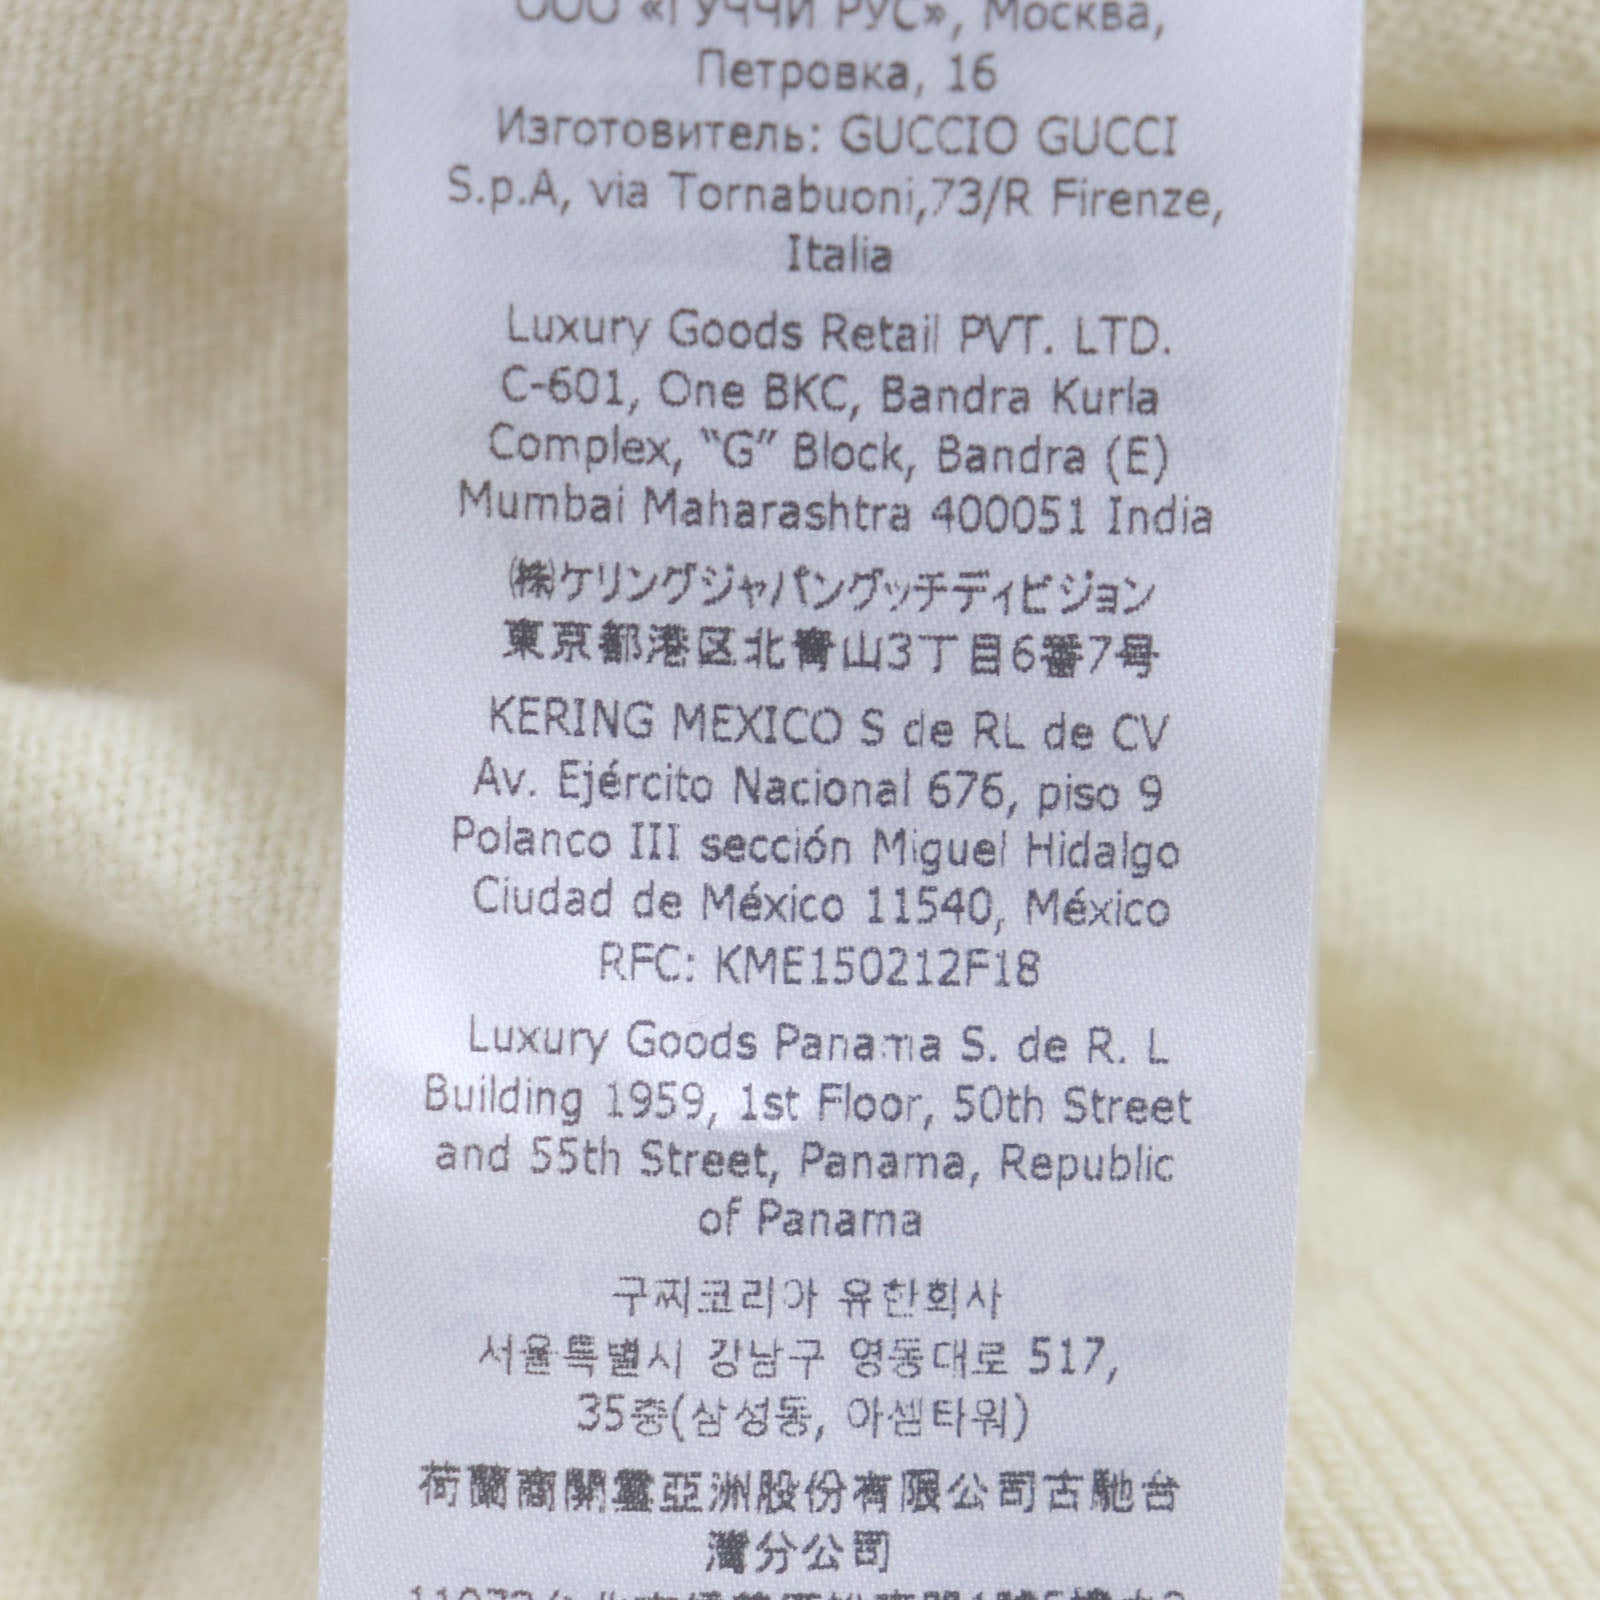 ООО «ГУЧЧИ РУС», Москва,
Петровка, 16
Изготовитель: GUCCIO GUCCI
S.p.A, via Tornabuoni,73/R Firenze,
Italia
Luxury Goods Retail PVT. LTD.
C-601, One BKC, Bandra Kurla
Complex, “G” Block, Bandra (E)
Mumbai Maharashtra 400051 India
㈱ケリングジャパングッチディビジョン
東京都港区北青山3丁目6番7号
KERING MEXICO S de RL de CV
Av. Ejército Nacional 676, piso 9
Polanco III sección Miguel Hidalgo
Ciudad de México 11540, México
RFC: KME150212F18
Luxury Goods Panama S. de R. L
Building 1959, 1st Floor, 50th Street
and 55th Street, Panama, Republic
of Panama
구찌코리아 유한회사
서울특별시 강남구 영동대로 517,
35층(삼성동, 아셈타워)
荷蘭商開雲亞洲股份有限公司古馳台
灣分公司